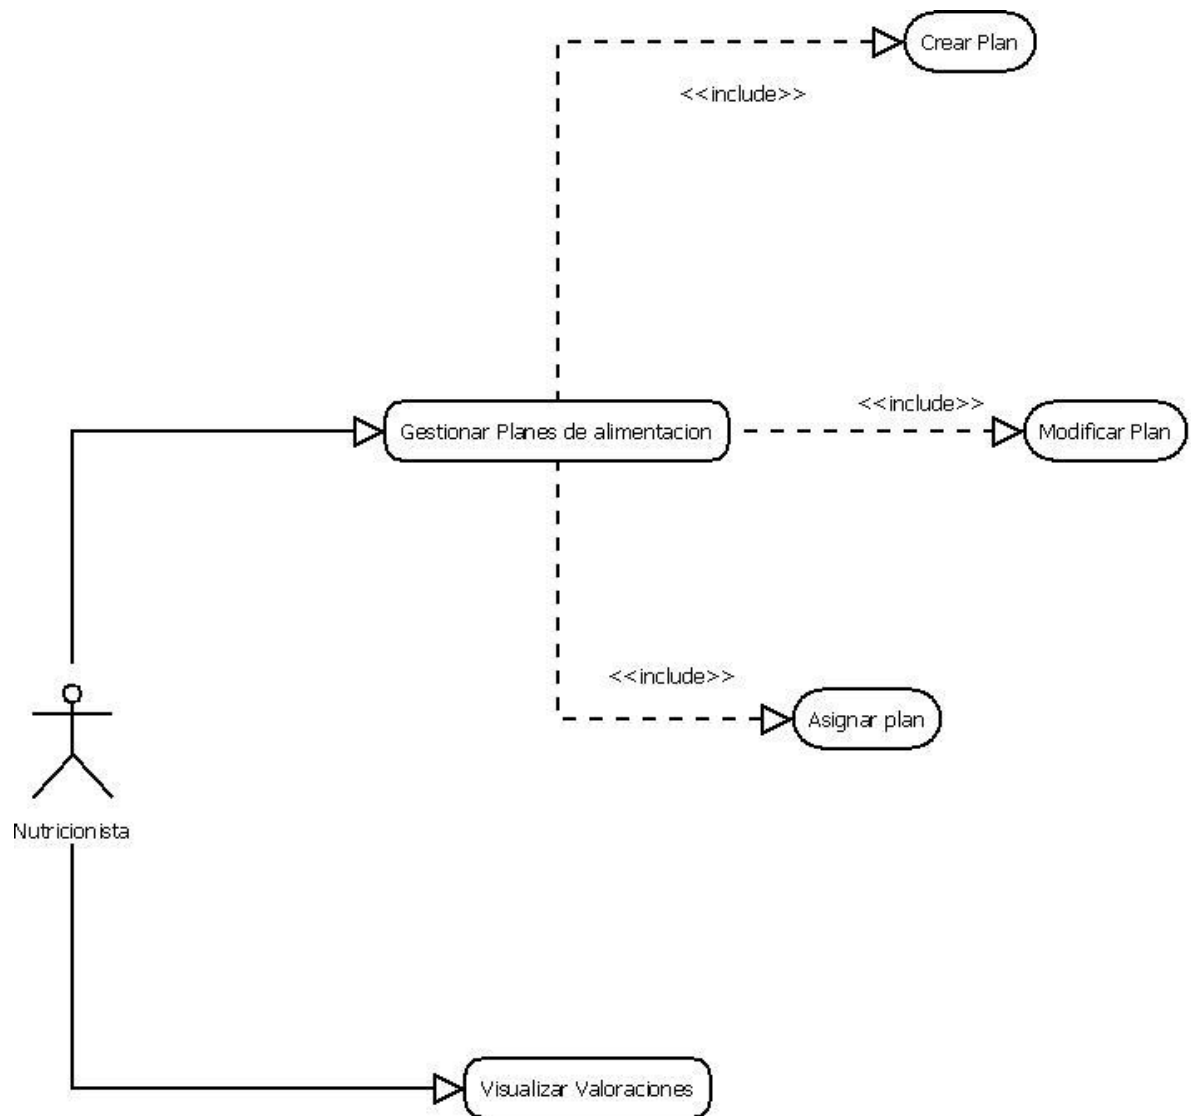 Crear Plan
<<include>>
<<include>>
Gestionar Planes de alimentacion
Modificar Plan
<<include>>
Asignar plan
Nutricionista
Visualizar Valoraciones